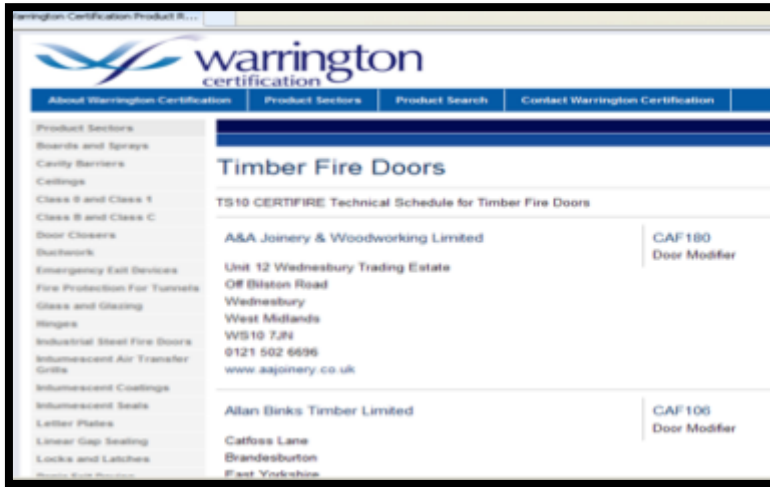 Warrington Certification Product R...
warrington
certification
About Warrington Certification Product Sectors Product Search Contact Warrington Certification
Product Sectors
Boards and Sprays
Cavity Barriers
Ceilings
Class 0 and Class 1
Class B and Class C
Door Closers
Ductwork
Emergency Exit Devices
Fire Protection For Tunnels
Glass and Glazing
Hinges
Industrial Steel Fire Doors
Intumescent Air Transfer
Grills
Intumescent Coatings
Intumescent Seals
Letter Plates
Linear Gap Sealing
Locks and Latches
Timber Fire Doors
TS10 CERTIFIRE Technical Schedule for Timber Fire Doors
A&A Joinery & Woodworking Limited
Unit 12 Wednesbury Trading Estate
Off Bilston Road
Wednesbury
West Midlands
WS10 7JN
0121 502 6696
www.aajoinery.co.uk
CAF180
Door Modifier
Allan Binks Timber Limited
Catfoss Lane
Brandesburton
East Yorkshire
CAF106
Door Modifier